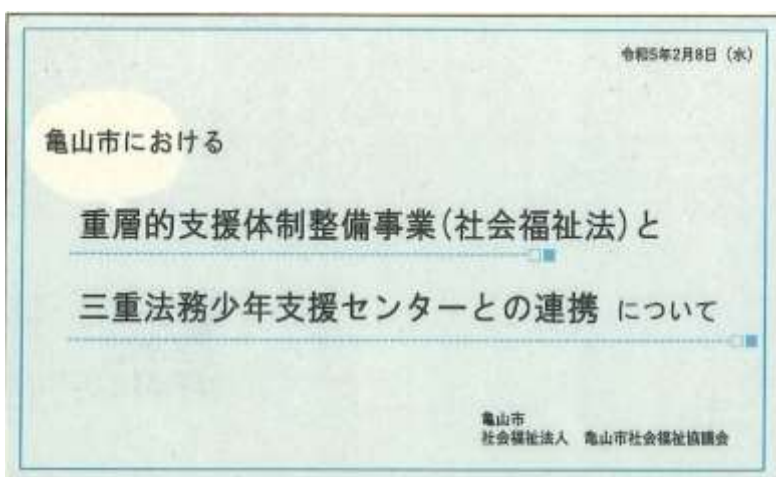 令和5年2月8日（水）
亀山市における
重層的支援体制整備事業(社会福祉法)と
三重法務少年支援センターとの連携 について
亀山市
社会福祉法人　亀山市社会福祉協議会